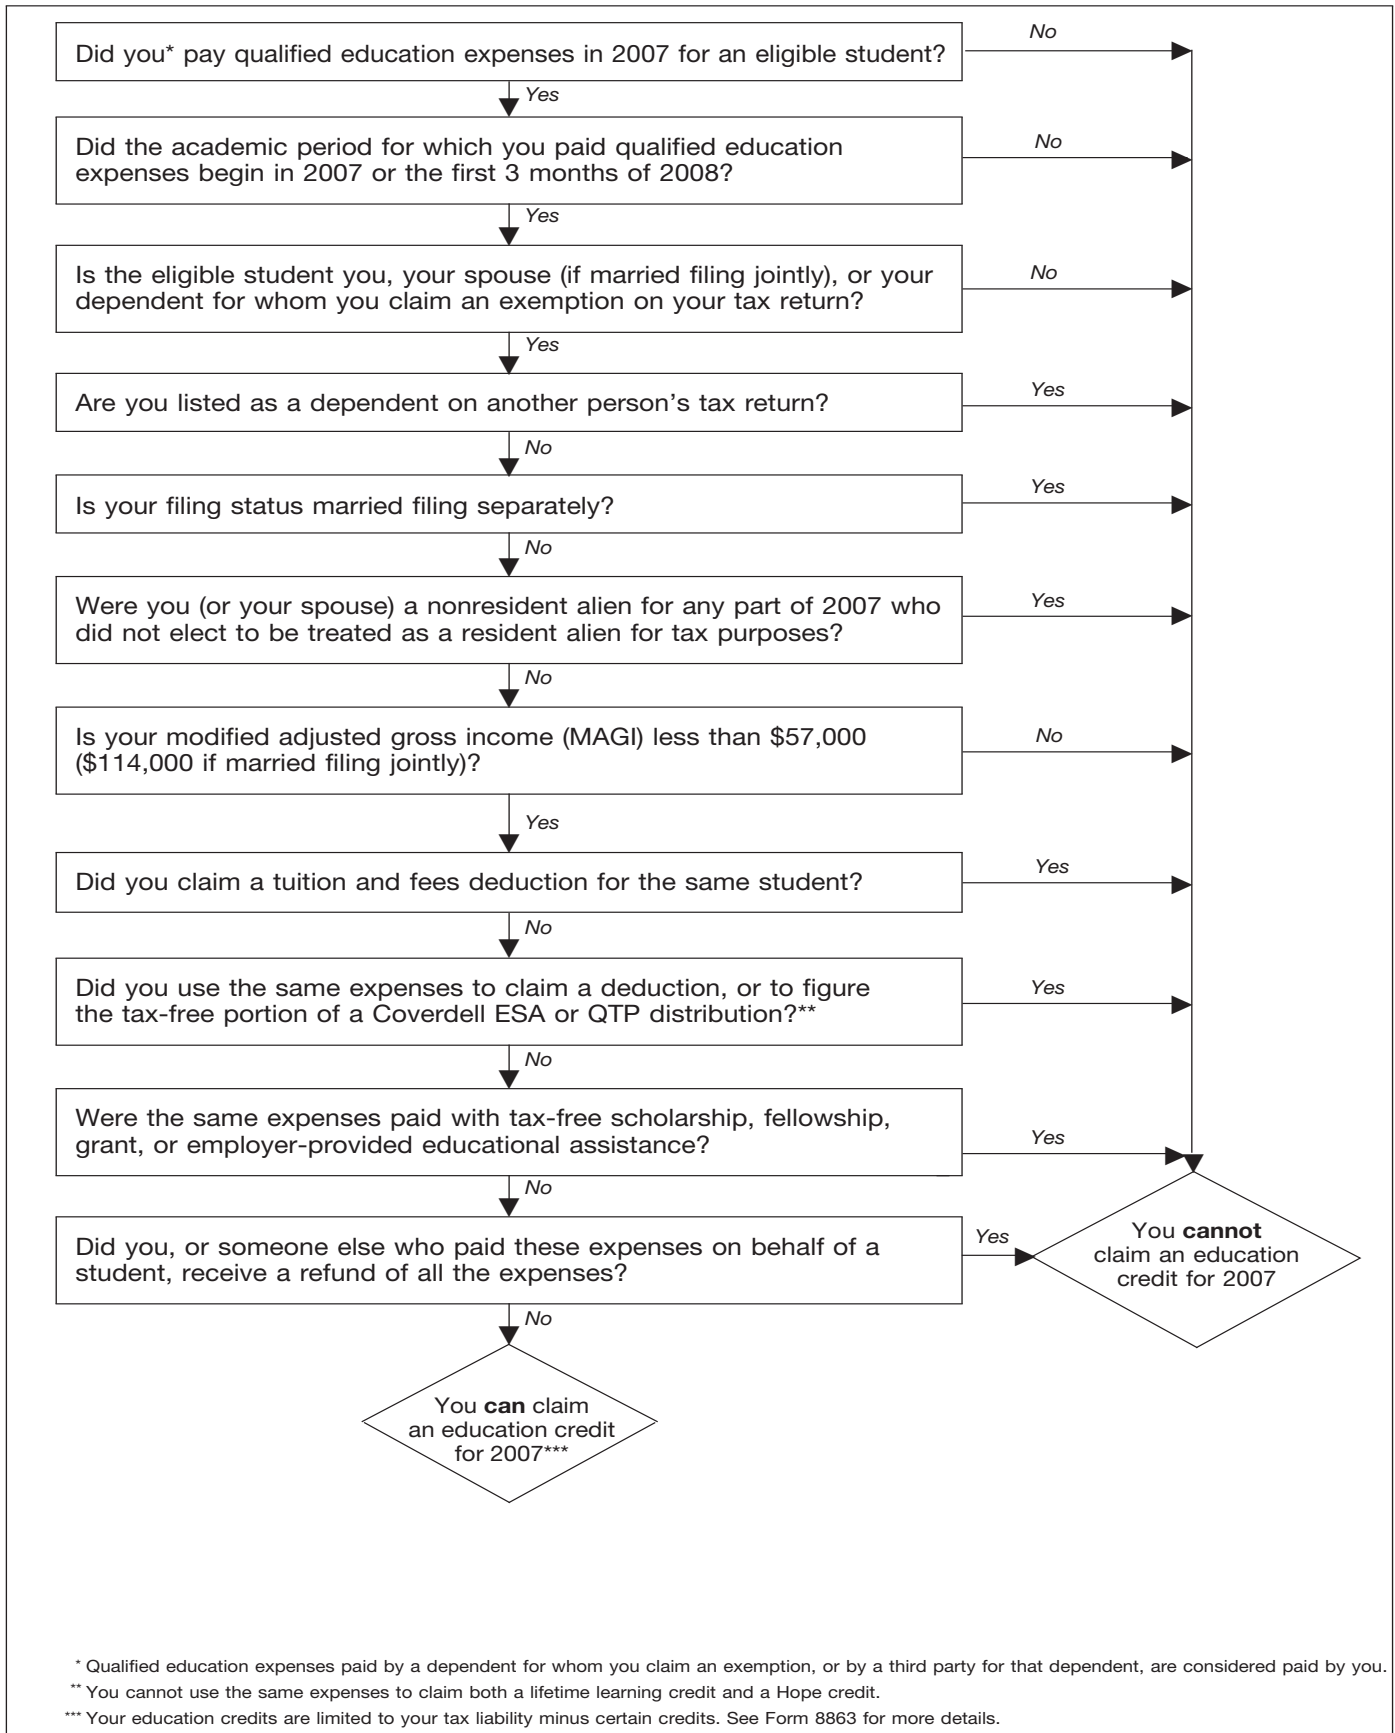 Did you* pay qualified education expenses in 2007 for an eligible student?
No
Yes
Did the academic period for which you paid qualified education
expenses begin in 2007 or the first 3 months of 2008?
No
Yes
Is the eligible student you, your spouse (if married filing jointly), or your
dependent for whom you claim an exemption on your tax return?
No
Yes
Are you listed as a dependent on another person's tax return?
Yes
No
Is your filing status married filing separately?
Yes
No
Were you (or your spouse) a nonresident alien for any part of 2007 who
did not elect to be treated as a resident alien for tax purposes?
Yes
No
Is your modified adjusted gross income (MAGI) less than $57,000
($114,000 if married filing jointly)?
No
Yes
Did you claim a tuition and fees deduction for the same student?
Yes
No
Did you use the same expenses to claim a deduction, or to figure
the tax-free portion of a Coverdell ESA or QTP distribution?**
Yes
No
Were the same expenses paid with tax-free scholarship, fellowship,
grant, or employer-provided educational assistance?
Yes
No
Did you, or someone else who paid these expenses on behalf of a
student, receive a refund of all the expenses?
Yes
You cannot
claim an education
credit for 2007
No
You can claim
an education credit
for 2007***
* Qualified education expenses paid by a dependent for whom you claim an exemption, or by a third party for that dependent, are considered paid by you.
** You cannot use the same expenses to claim both a lifetime learning credit and a Hope credit.
*** Your education credits are limited to your tax liability minus certain credits. See Form 8863 for more details.